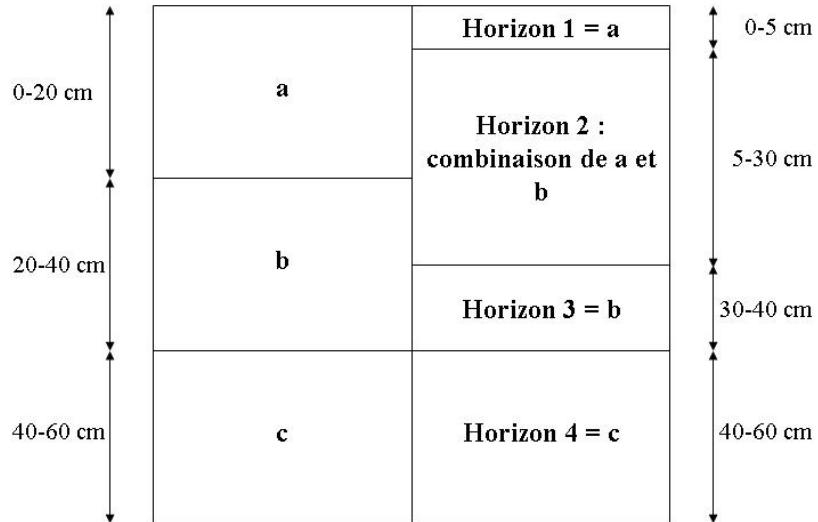 Horizon 1 = a
0-5 cm
0-20 cm
a
Horizon 2 :
combinaison de a et
b
5-30 cm
20-40 cm
b
Horizon 3 = b
30-40 cm
40-60 cm
c
Horizon 4 = c
40-60 cm